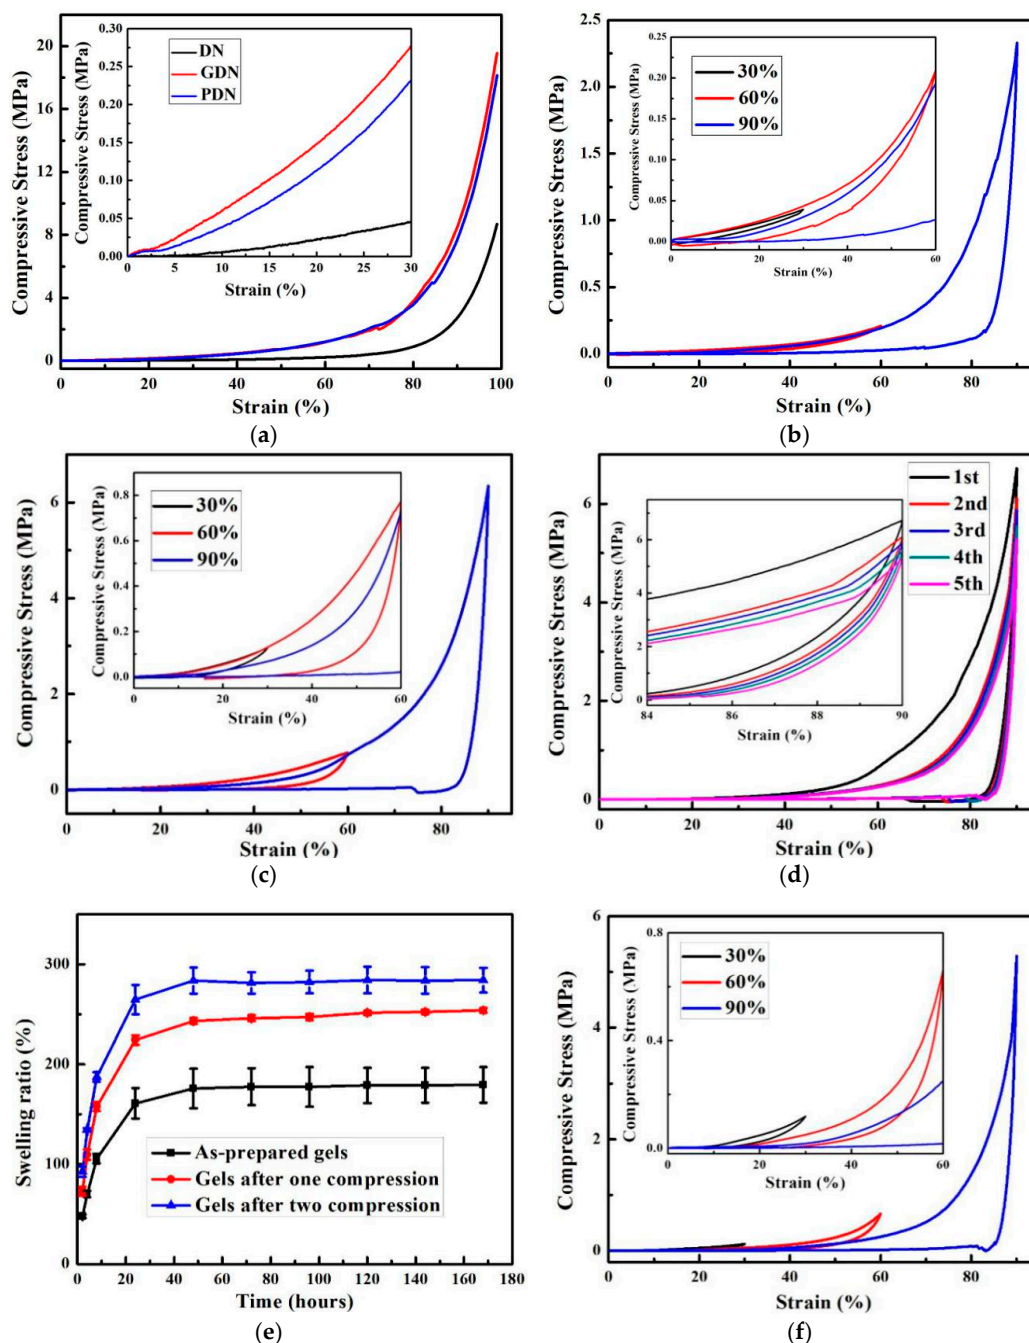 Compressive Stress (MPa)
20
16
12
8
4
0
0 20 40 60 80 100
Strain (%)
Compressive Stress (MPa)
0.30
0.25
0.20
0.15
0.10
0.05
0.00
0 5 10 15 20 25 30
Strain (%)
DN
GDN
PDN
(a)
Compressive Stress (MPa)
2.5
2.0
1.5
1.0
0.5
0.0
0 20 40 60 80
Strain (%)
Compressive Stress (MPa)
0.25
0.20
0.15
0.10
0.05
0.00
0 10 20 30 40 50 60
Strain (%)
30%
60%
90%
(b)
Compressive Stress (MPa)
6
4
2
0
0 20 40 60 80
Strain (%)
Compressive Stress (MPa)
0.8
0.6
0.4
0.2
0.0
0 20 40 60
Strain (%)
30%
60%
90%
(c)
Compressive Stress (MPa)
6
4
2
0
0 20 40 60 80
Strain (%)
Compressive Stress (MPa)
6
4
2
0
84 86 88 90
Strain (%)
1st
2nd
3rd
4th
5th
(d)
Swelling ratio (%)
300
200
100
0
0 20 40 60 80 100 120 140 160 180
Time (hours)
As-prepared gels
Gels after one compression
Gels after two compression
(e)
Compressive Stress (MPa)
6
4
2
0
0 20 40 60 80
Strain (%)
Compressive Stress (MPa)
0.8
0.4
0.0
0 20 40 60
Strain (%)
30%
60%
90%
(f)